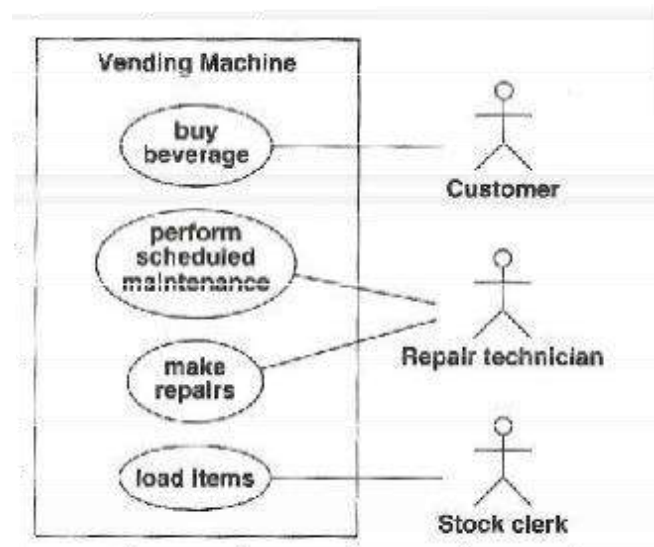 Vending Machine
buy
beverage
Customer
perform
scheduled
maintenance
Repair technician
make
repairs
load items
Stock clerk